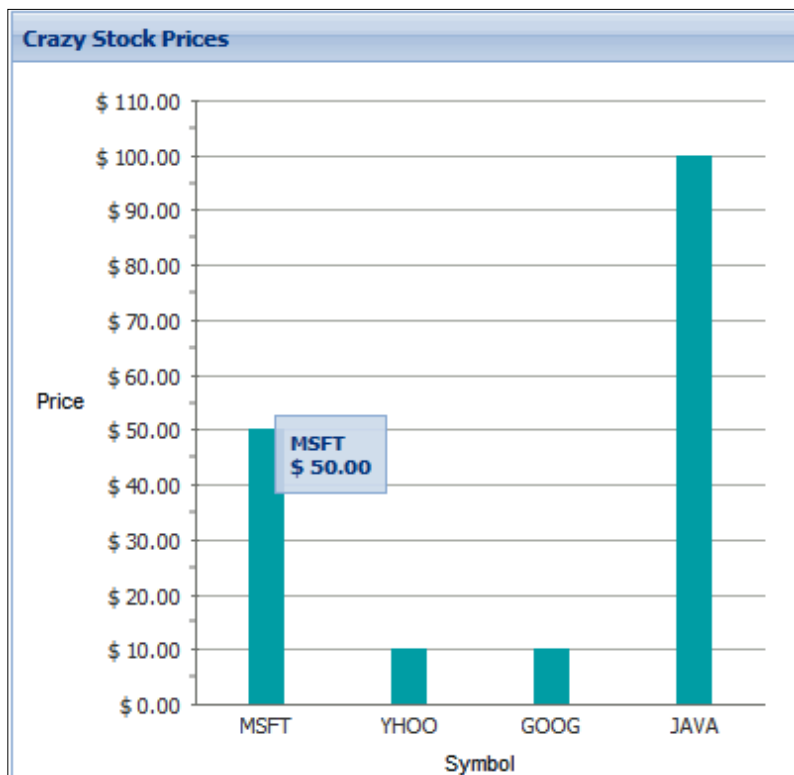 Crazy Stock Prices
$ 110.00
$ 100.00
$ 90.00
$ 80.00
$ 70.00
$ 60.00
Price
$ 50.00
MSFT
$ 50.00
$ 40.00
$ 30.00
$ 20.00
$ 10.00
$ 0.00
MSFT YHOO GOOG JAVA
Symbol